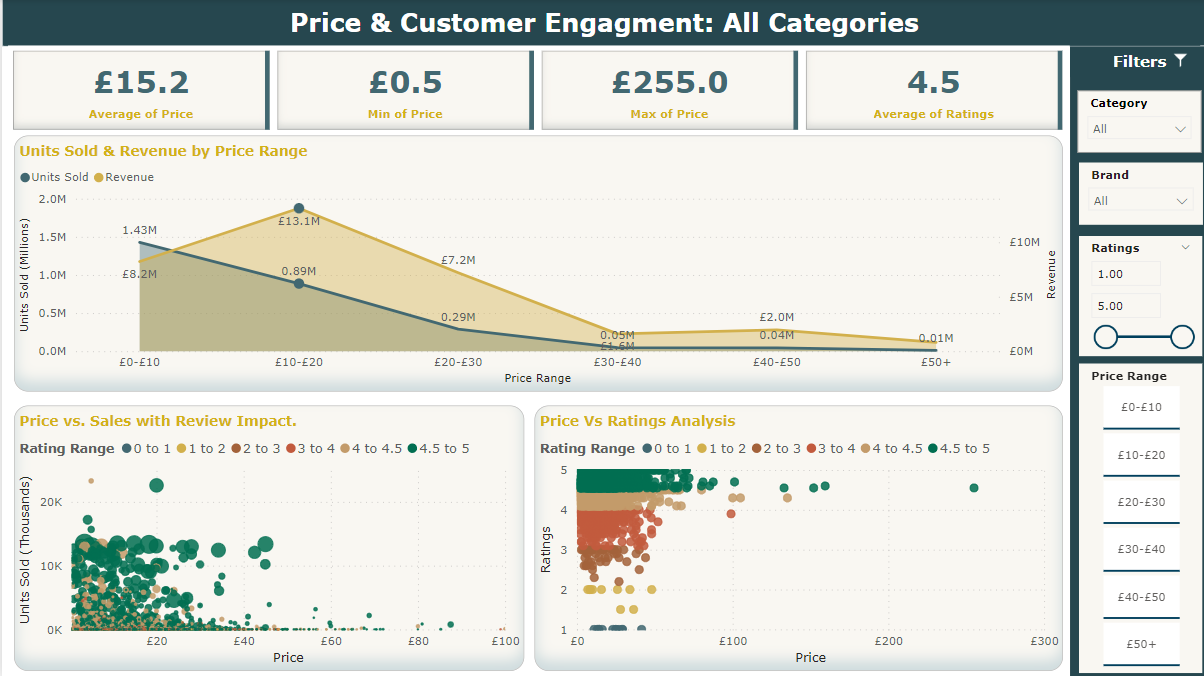 Price & Customer Engagment: All Categories
£15.2
Average of Price
£0.5
Min of Price
£255.0
Max of Price
4.5
Average of Ratings
Units Sold & Revenue by Price Range
Units Sold Revenue
Units Sold (Millions)
2.0M
1.5M
1.0M
0.5M
0.0M
1.43M
£8.2M
£13.1M
0.89M
£7.2M
0.29M
0.05M
£1.6M
£2.0M
0.04M
0.01M
£10M
£5M
£0M
Revenue
£0-£10 £10-£20 £20-£30 £30-£40 £40-£50 £50+
Price Range
Price vs. Sales with Review Impact.
Rating Range 0 to 1 1 to 2 2 to 3 3 to 4 4 to 4.5 4.5 to 5
Units Sold (Thousands)
20K
10K
0K
£20 £40 £60 £80 £100
Price
Price Vs Ratings Analysis
Rating Range 0 to 1 1 to 2 2 to 3 3 to 4 4 to 4.5 4.5 to 5
Ratings
5
4
3
2
1
£0 £100 £200 £300
Price
Filters
Category
All
Brand
All
Ratings
1.00
5.00
Price Range
£0-£10
£10-£20
£20-£30
£30-£40
£40-£50
£50+